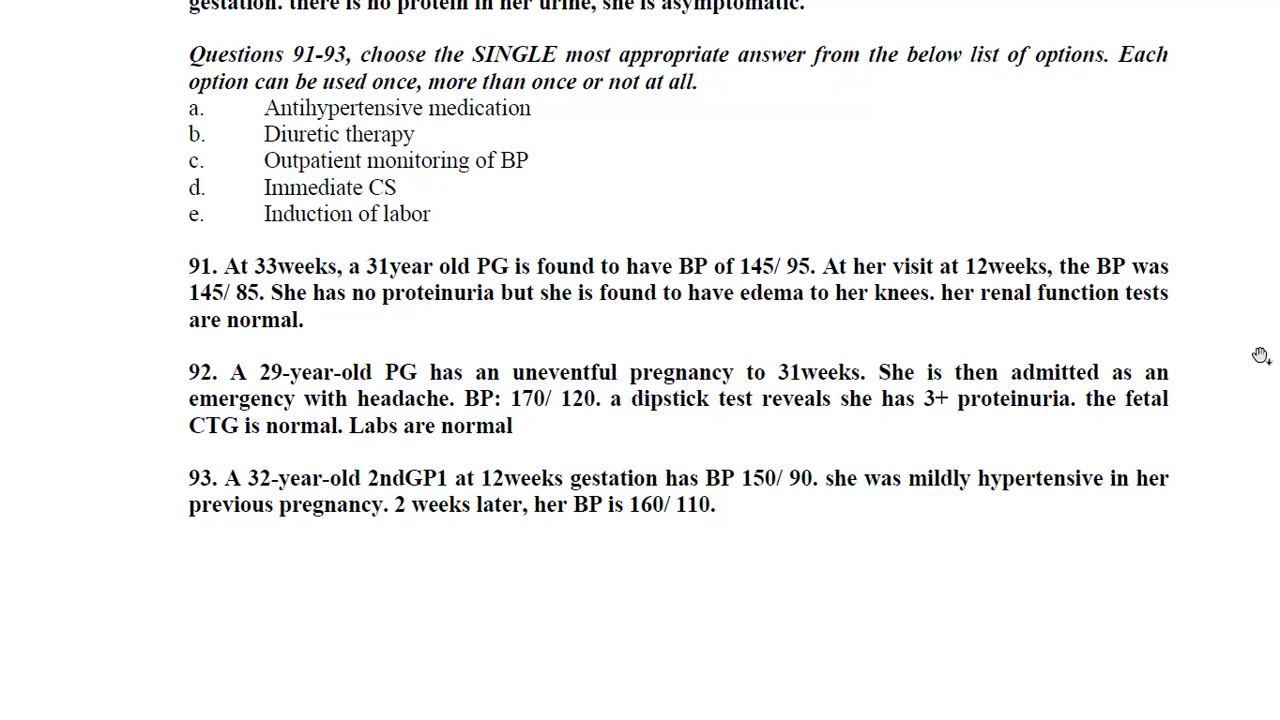 gestation. there is no protein in her urine, she is asymptomatic.
Questions 91-93, choose the SINGLE most appropriate answer from the below list of options. Each
option can be used once, more than once or not at all.
a. Antihypertensive medication
b. Diuretic therapy
c. Outpatient monitoring of BP
d. Immediate CS
e. Induction of labor
91. At 33weeks, a 31year old PG is found to have BP of 145/ 95. At her visit at 12weeks, the BP was
145/ 85. She has no proteinuria but she is found to have edema to her knees. her renal function tests
are normal.
92. A 29-year-old PG has an uneventful pregnancy to 31weeks. She is then admitted as an
emergency with headache. BP: 170/ 120. a dipstick test reveals she has 3+ proteinuria. the fetal
CTG is normal. Labs are normal
93. A 32-year-old 2ndGP1 at 12weeks gestation has BP 150/ 90. she was mildly hypertensive in her
previous pregnancy. 2 weeks later, her BP is 160/ 110.